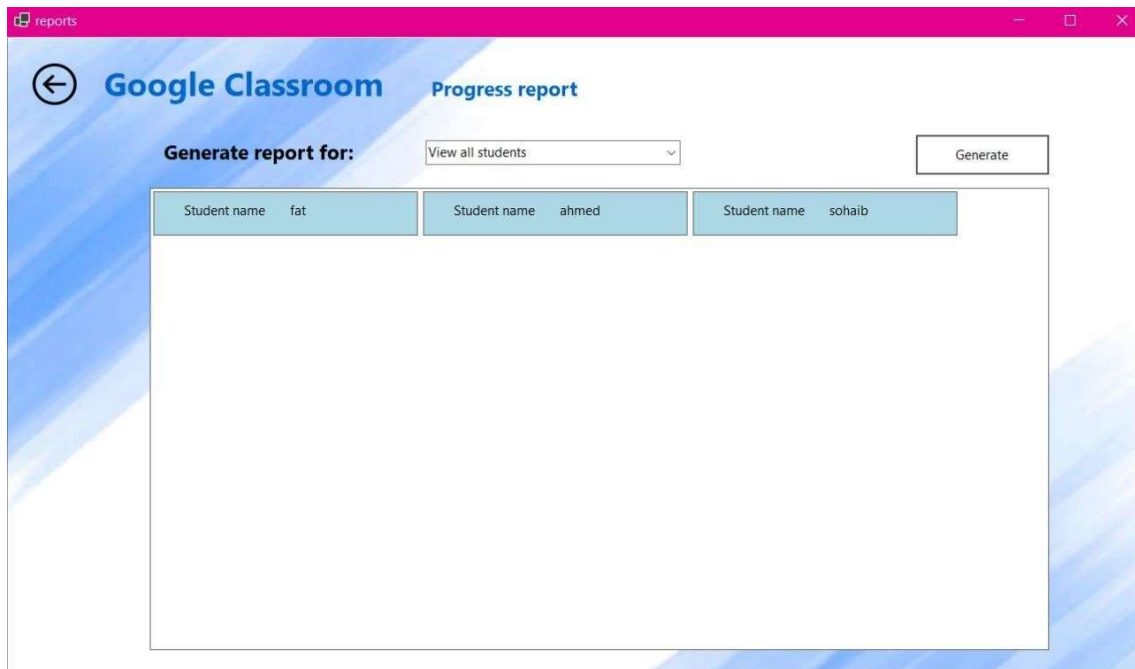 reports
Google Classroom Progress report
Generate report for: View all students Generate
Student name fat Student name ahmed Student name sohaib